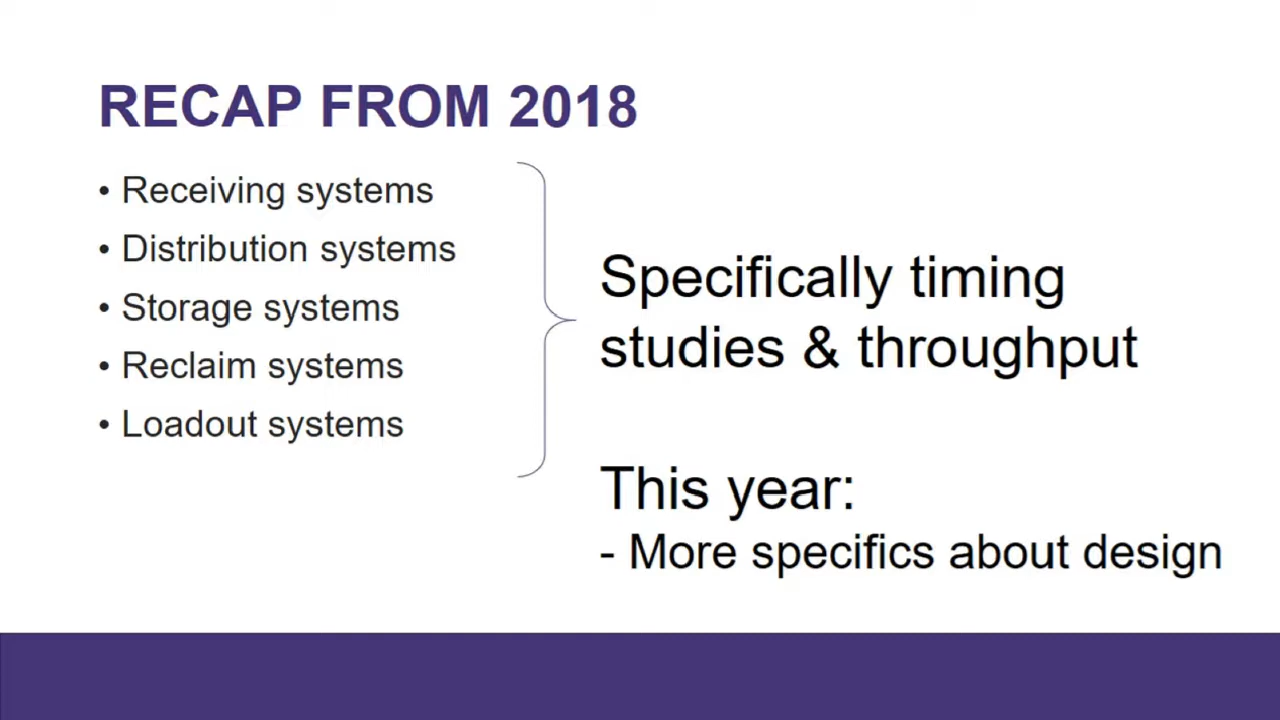 RECAP FROM 2018
• Receiving systems
• Distribution systems
• Storage systems
• Reclaim systems
• Loadout systems
Specifically timing
studies & throughput
This year:
- More specifics about design